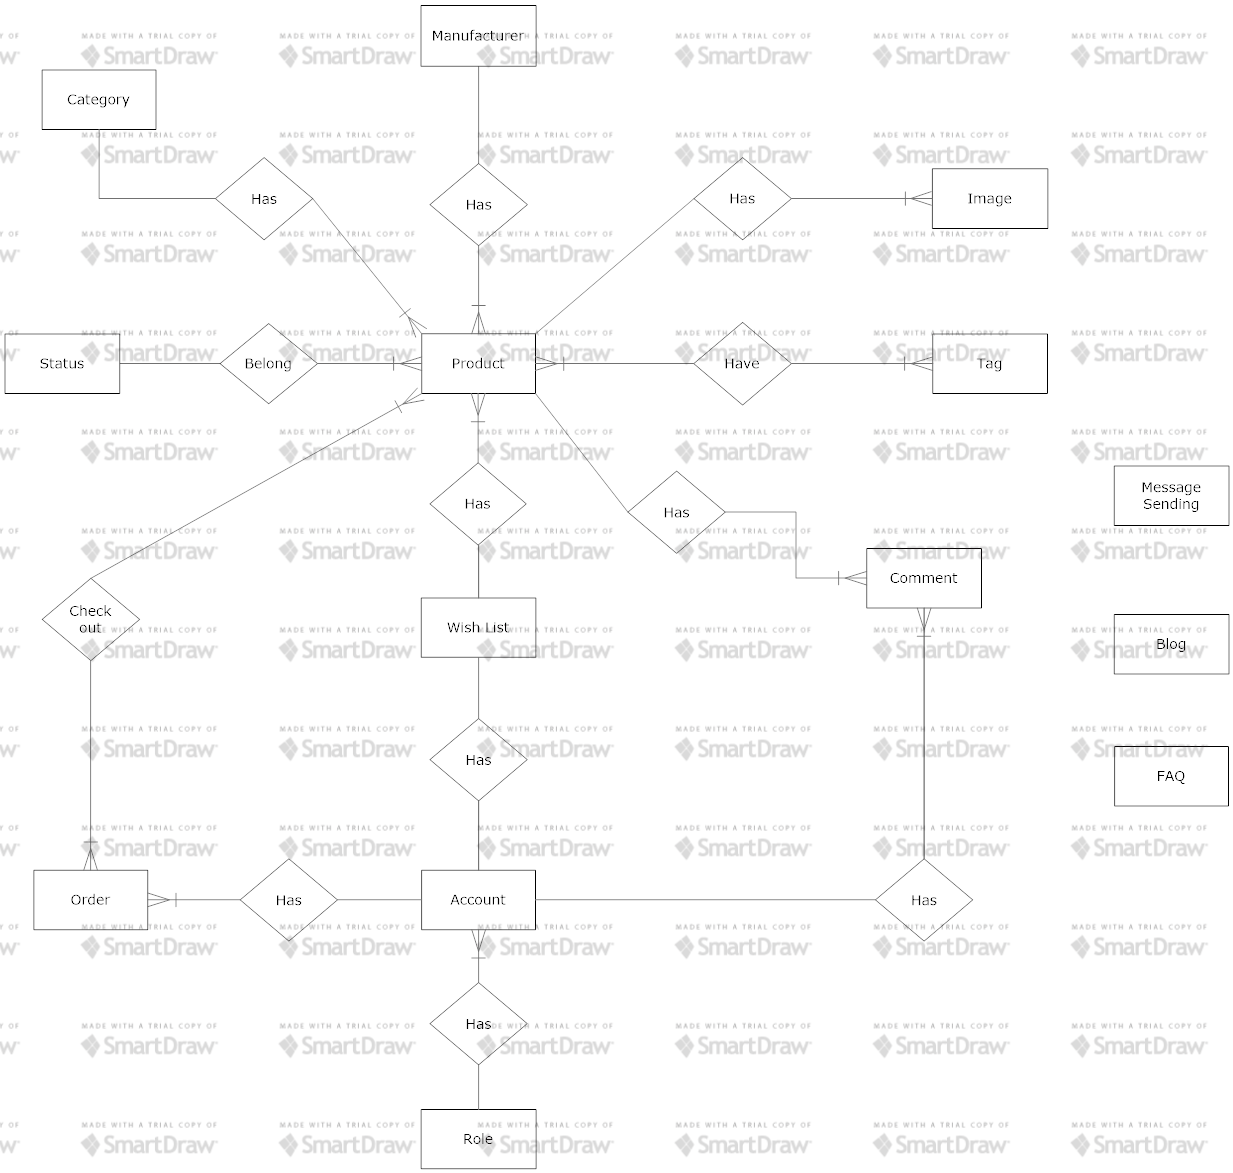 Manufacturer
Category
Has
Has
Has
Image
Status
Belong
Product
Have
Tag
Message
Sending
Has
Has
Comment
Check
out
Wish List
Blog
Has
FAQ
Order
Has
Account
Has
Has
Role
MADE WITH A TRIAL COPY OF
SmartDraw